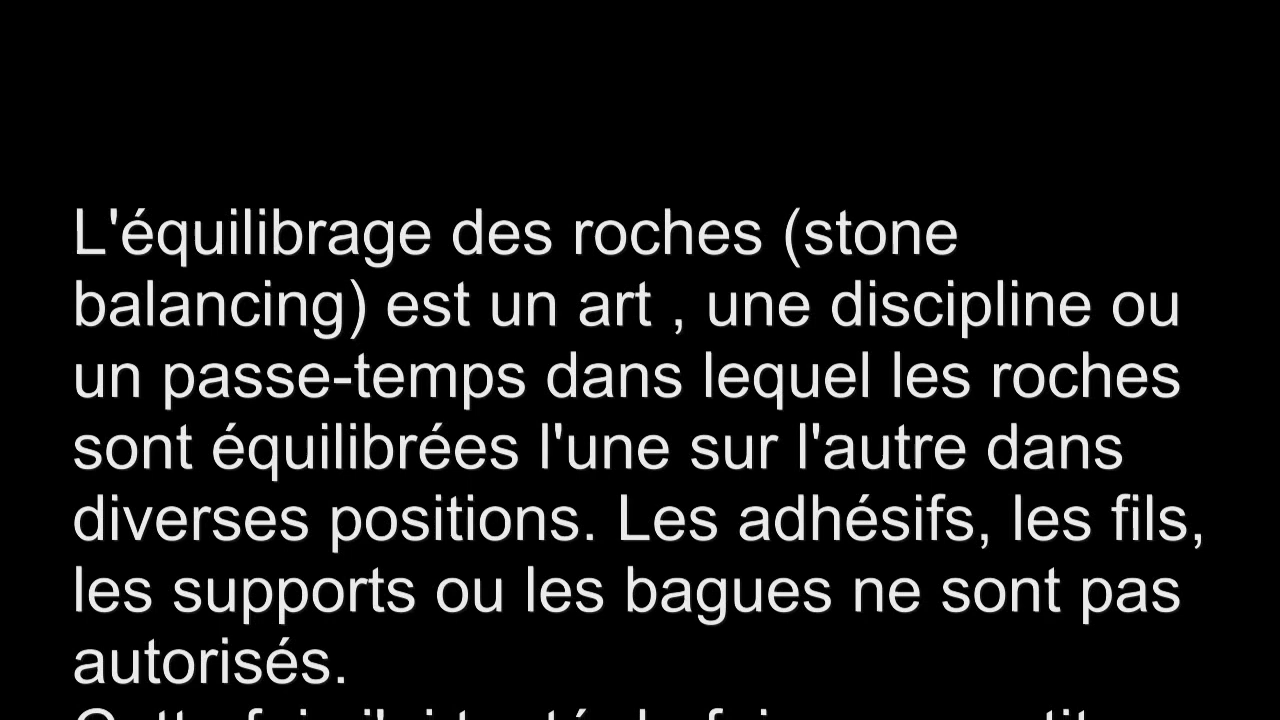 L'équilibrage des roches (stone
balancing) est un art , une discipline ou
un passe-temps dans lequel les roches
sont équilibrées l'une sur l'autre dans
diverses positions. Les adhésifs, les fils,
les supports ou les bagues ne sont pas
autorisés.